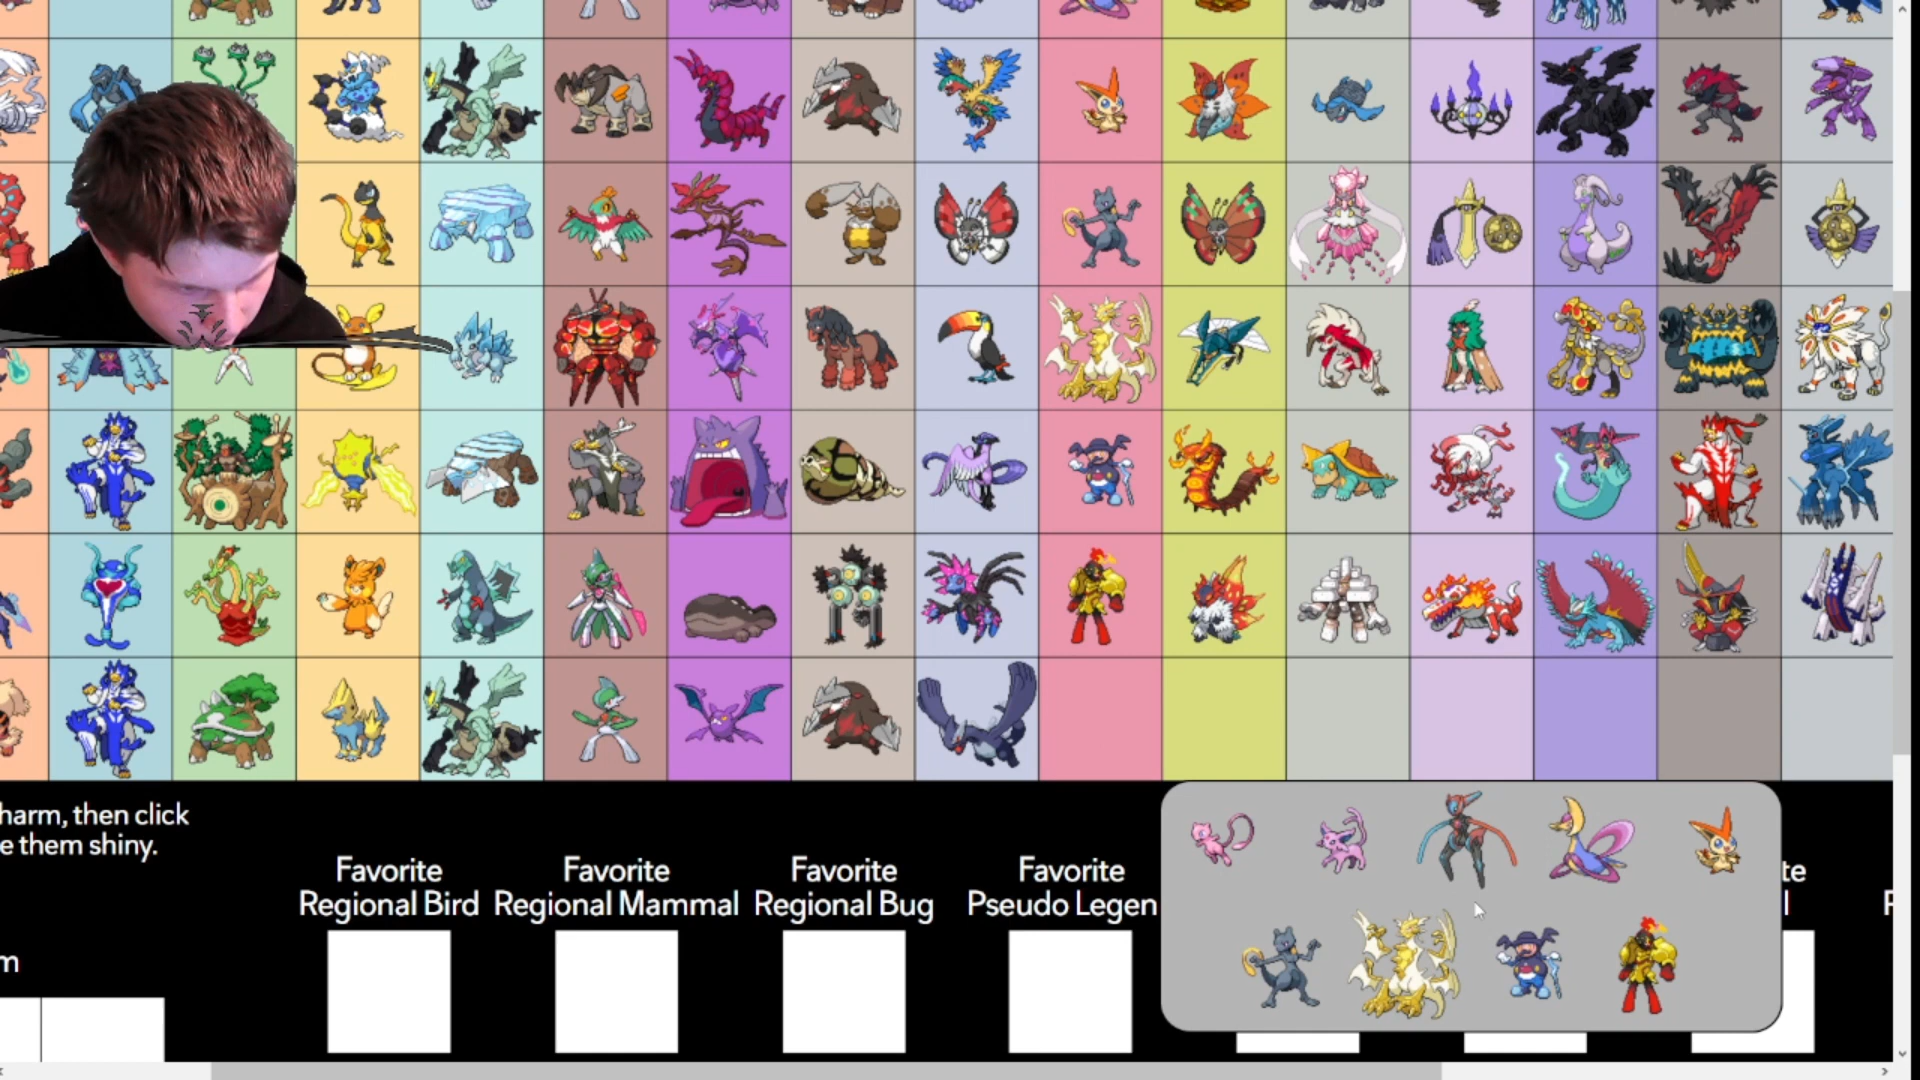 harm, then click
e them shiny.
Favorite
Regional Bird
Favorite
Regional Mammal
Favorite
Regional Bug
Favorite
Pseudo Legen
te
l
P
m